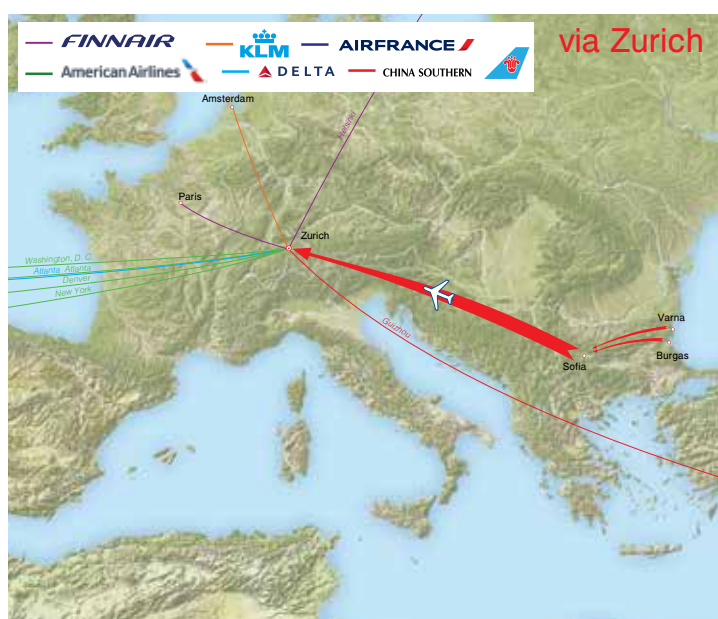 FINNAIR
KLM
AIRFRANCE
via Zurich
American Airlines
DELTA
CHINA SOUTHERN
Amsterdam
Helsinki
Paris
Zurich
Washington, D. C.
Atlanta Atlanta
Denver
New York
Guizhou
Varna
Burgas
Sofia